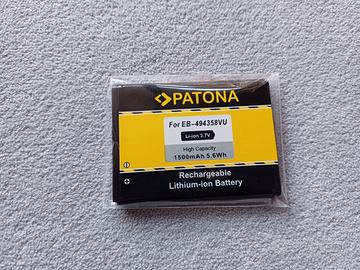 PATONA
For EB-494358VU
Li-ion 3.7V
High Capacity
1500mAh 5.6Wh
Rechargeable
Lithium-ion Battery